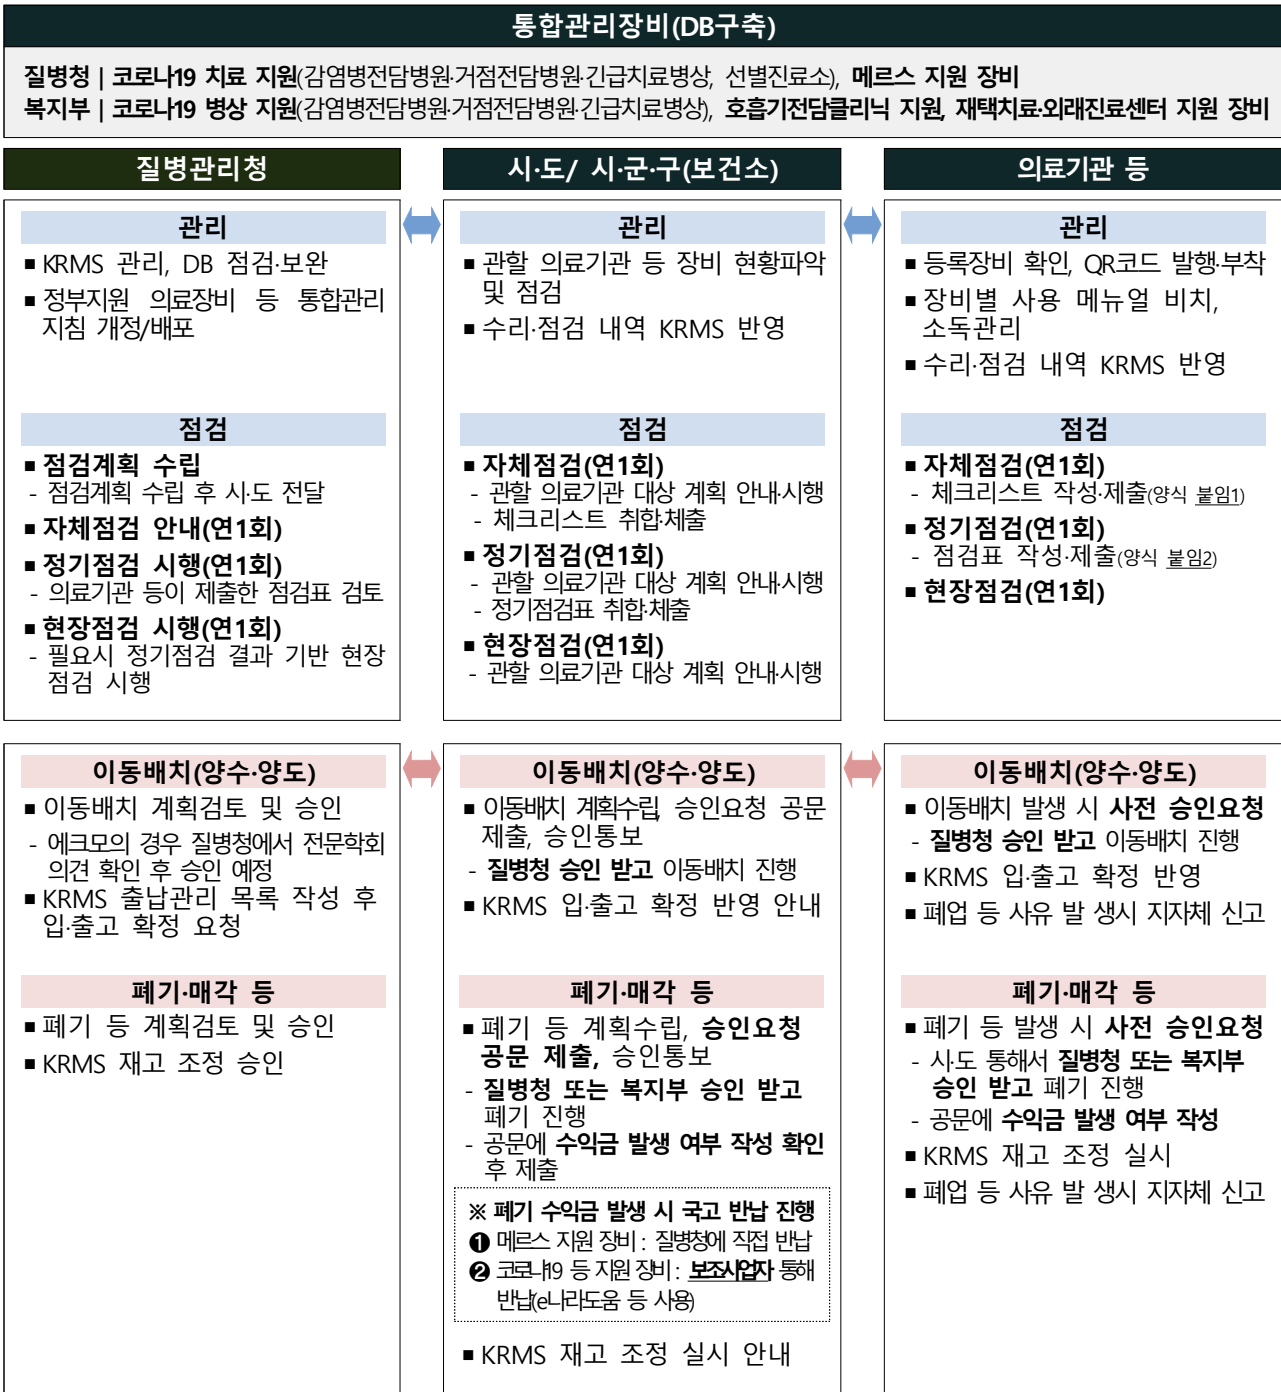 통합관리장비(DB구축)
질병청 | 코로나19 치료 지원(감염병전담병원·거점전담병원·긴급치료병상, 선별진료소), 메르스 지원 장비
복지부 | 코로나19 병상 지원(감염병전담병원·거점전담병원·긴급치료병상), 호흡기전담클리닉 지원, 재택치료·외래진료센터 지원 장비
질병관리청
관리
■ KRMS 관리, DB 점검·보완
■ 정부지원 의료장비 등 통합관리
지침 개정/배포
점검
■ 점검계획 수립
- 점검계획 수립 후 시·도 전달
■ 자체점검 안내(연1회)
■ 정기점검 시행(연1회)
- 의료기관 등이 제출한 점검표 검토
■ 현장점검 시행(연1회)
- 필요시 정기점검 결과 기반 현장
점검 시행
시·도/ 시·군·구(보건소)
관리
■ 관할 의료기관 등 장비 현황파악
및 점검
■ 수리·점검 내역 KRMS 반영
점검
■ 자체점검(연1회)
- 관할 의료기관 대상 계획 안내·시행
- 체크리스트 취합·제출
■ 정기점검(연1회)
- 관할 의료기관 대상 계획 안내·시행
- 정기점검표 취합·제출
■ 현장점검(연1회)
- 관할 의료기관 대상 계획 안내·시행
의료기관 등
관리
■ 등록장비 확인, QR코드 발행·부착
■ 장비별 사용 메뉴얼 비치,
소독관리
■ 수리·점검 내역 KRMS 반영
점검
■ 자체점검(연1회)
- 체크리스트 작성·제출(양식 붙임1)
■ 정기점검(연1회)
- 점검표 작성·제출(양식 붙임2)
■ 현장점검(연1회)
이동배치(양수·양도)
■ 이동배치 계획검토 및 승인
- 에크모의 경우 질병청에서 전문학회
의견 확인 후 승인 예정
■ KRMS 출납관리 목록 작성 후
입·출고 확정 요청
폐기·매각 등
■ 폐기 등 계획검토 및 승인
■ KRMS 재고 조정 승인
이동배치(양수·양도)
■ 이동배치 계획수립, 승인요청 공문
제출, 승인통보
- 질병청 승인 받고 이동배치 진행
■ KRMS 입·출고 확정 반영 안내
폐기·매각 등
■ 폐기 등 계획수립, 승인요청
공문 제출, 승인통보
- 질병청 또는 복지부 승인 받고
폐기 진행
- 공문에 수익금 발생 여부 작성 확인
후 제출
※ 폐기 수익금 발생 시 국고 반납 진행
❶ 메르스 지원 장비 : 질병청에 직접 반납
❷ 코로나19 등 지원 장비 : 보조사업자 통해
반납(e나라도움 등 사용)
■ KRMS 재고 조정 실시 안내
이동배치(양수·양도)
■ 이동배치 발생 시 사전 승인요청
- 질병청 승인 받고 이동배치 진행
■ KRMS 입·출고 확정 반영
■ 폐업 등 사유 발 생시 지자체 신고
폐기·매각 등
■ 폐기 등 발생 시 사전 승인요청
- 시·도 통해서 질병청 또는 복지부
승인 받고 폐기 진행
- 공문에 수익금 발생 여부 작성
■ KRMS 재고 조정 실시
■ 폐업 등 사유 발 생시 지자체 신고